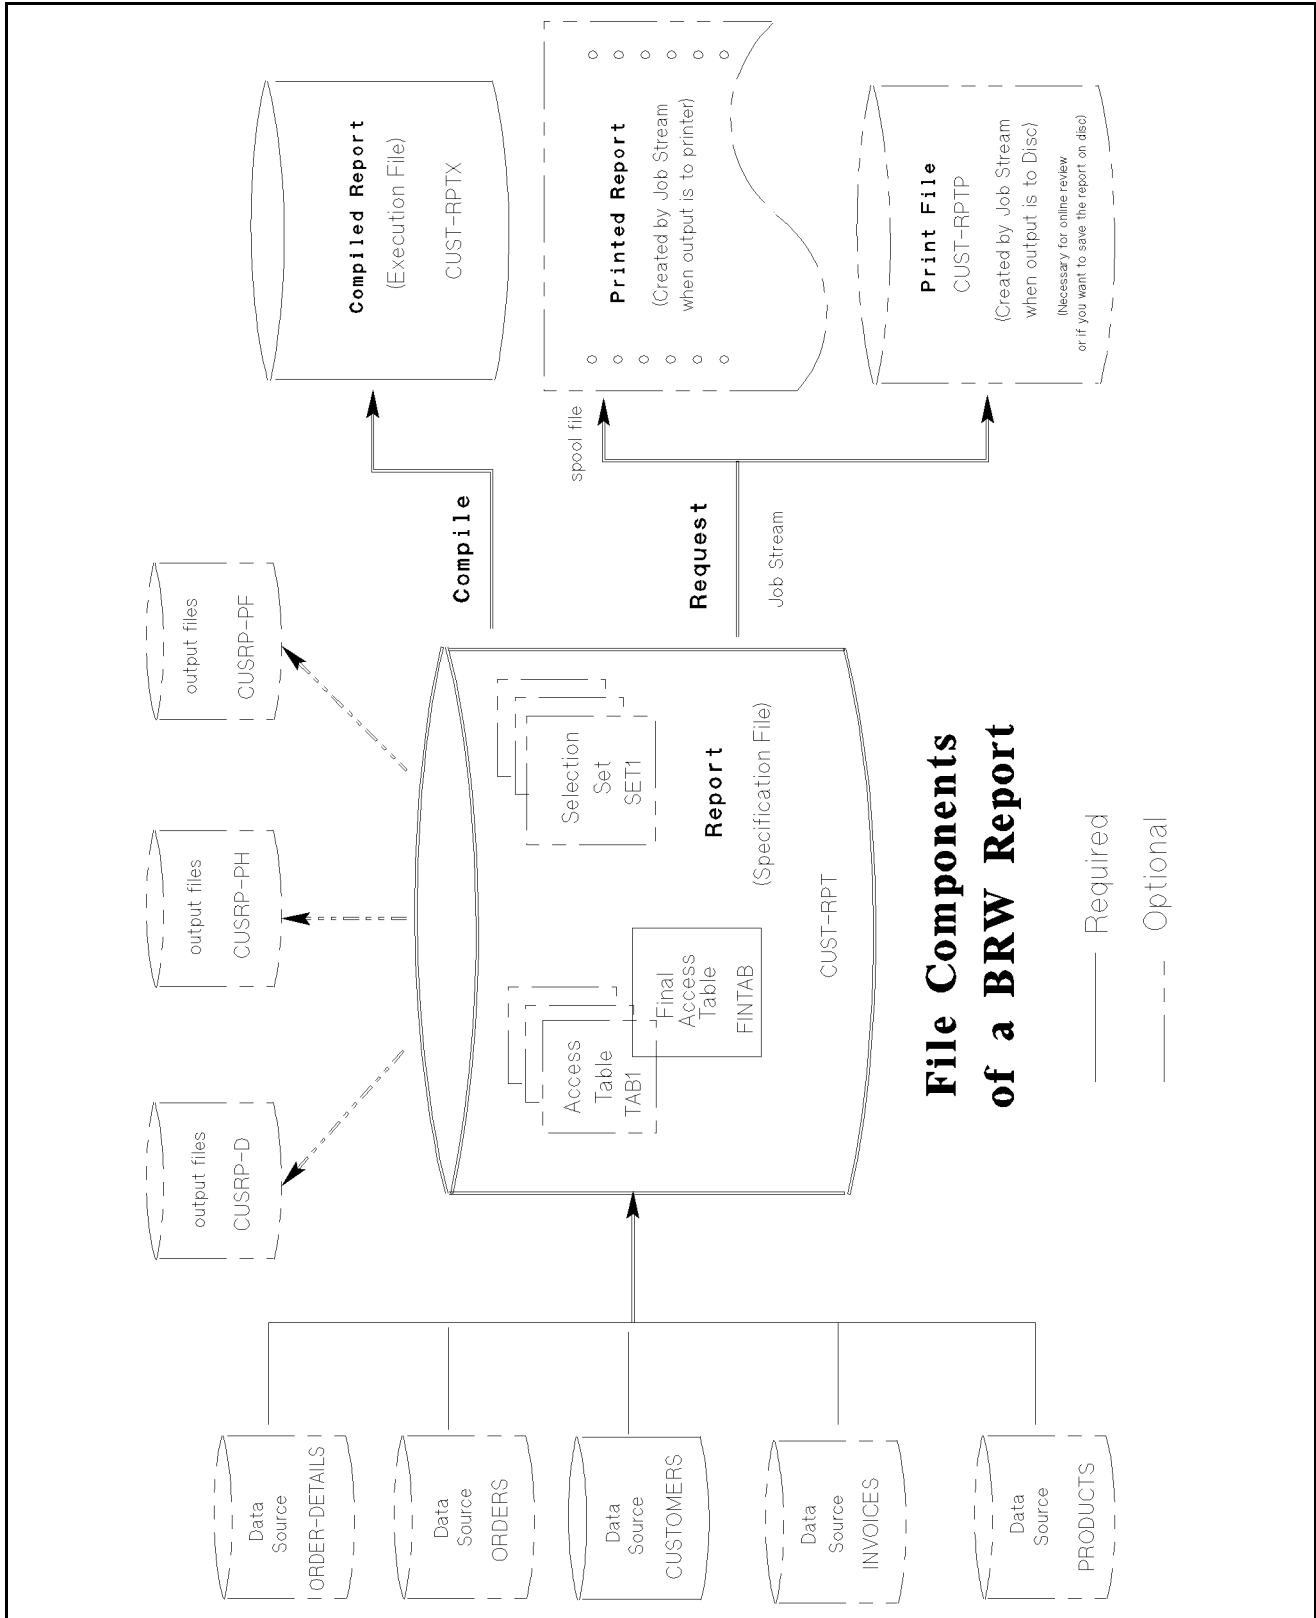 Data
Source
ORDER-DETAILS
Data
Source
ORDERS
Data
Source
CUSTOMERS
Data
Source
INVOICES
Data
Source
PRODUCTS
output files
CUSRP-D
output files
CUSRP-PH
output files
CUSRP-PF
Access
Table
TAB1
Final
Access
Table
FINTAB
Selection
Set
SET1
Report
(Specification File)
CUST-RPT
Compile
Request
Job Stream
spool file
Compiled Report
(Execution File)
CUST-RPTX
Printed Report
(Created by Job Stream
when output is to printer)
Print File
CUST-RPTP
(Created by Job Stream
when output is to Disc)
(Necessary for online review
or if you want to save the report on disc)
File Components
of a BRW Report
Required
Optional